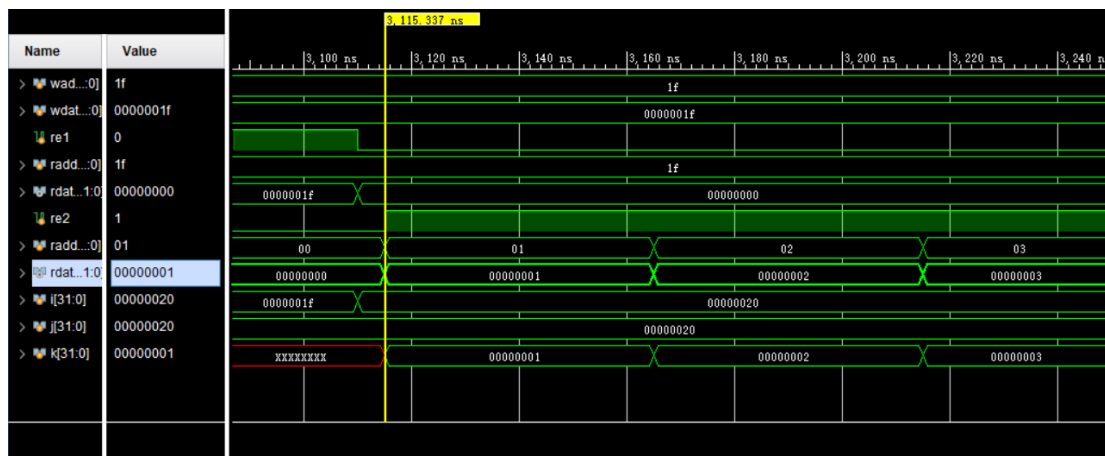 3,115.337 ns
Name Value 3,100 ns 3,120 ns 3,140 ns 3,160 ns 3,180 ns 3,200 ns 3,220 ns 3,240 n
wad...:0] 1f 1f
wdat...:0] 0000001f 0000001f
re1 0
radd...:0] 1f 1f
rdat...1:0] 00000000 0000001f 00000000
re2 1
radd...:0] 01 00 01 02 03
rdat...1:0] 00000001 00000000 00000001 00000002 00000003
i[31:0] 00000020 0000001f 00000020
j[31:0] 00000020 00000020
k[31:0] 00000001 XXXXXXXX 00000001 00000002 00000003